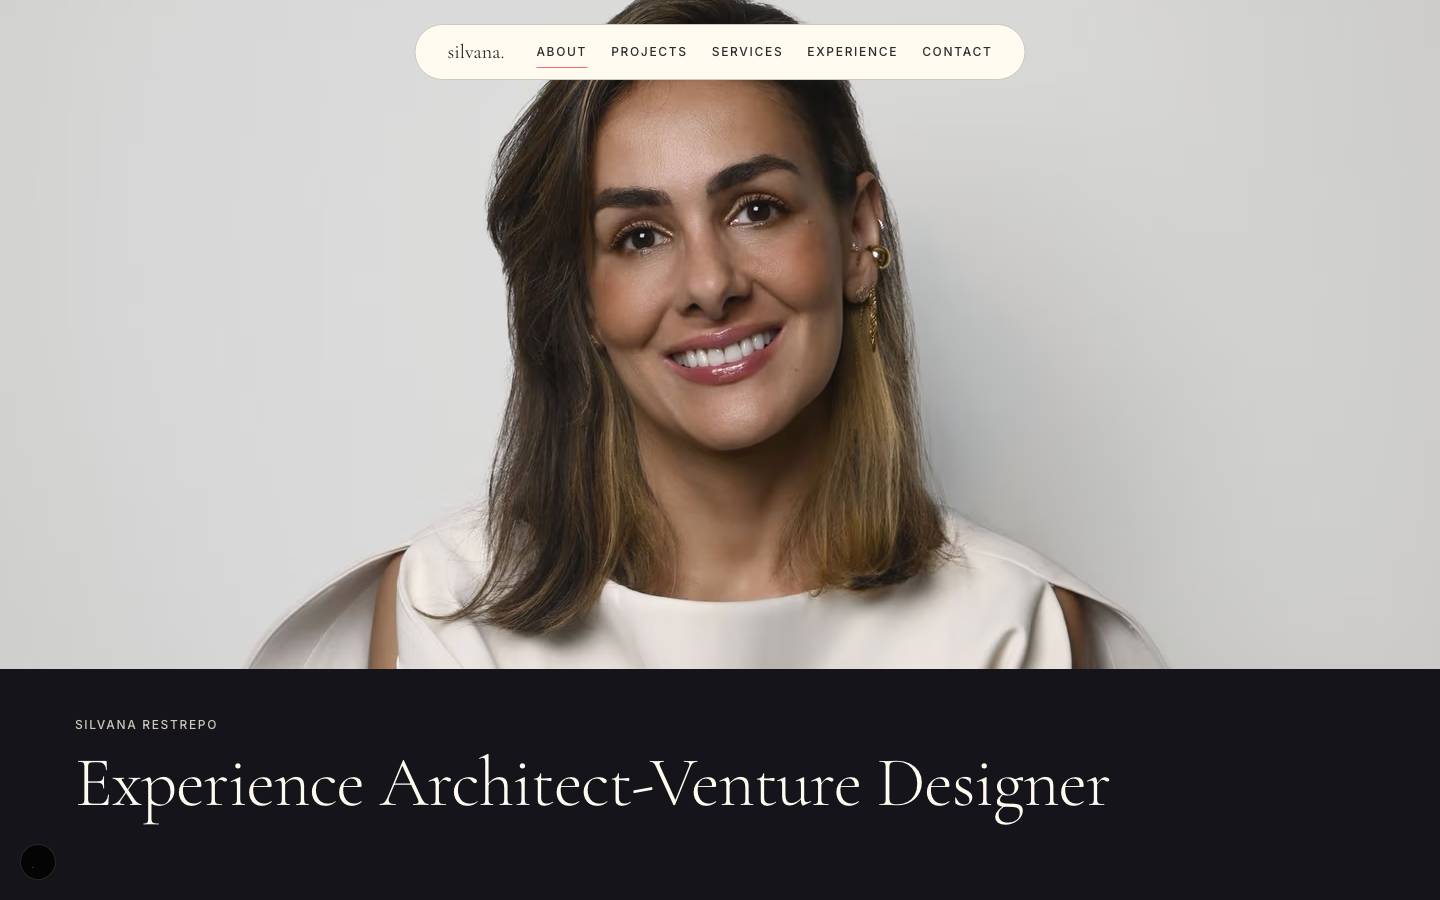 silvana.
ABOUT
PROJECTS
SERVICES
EXPERIENCE
CONTACT
SILVANA RESTREPO
Experience Architect-Venture Designer